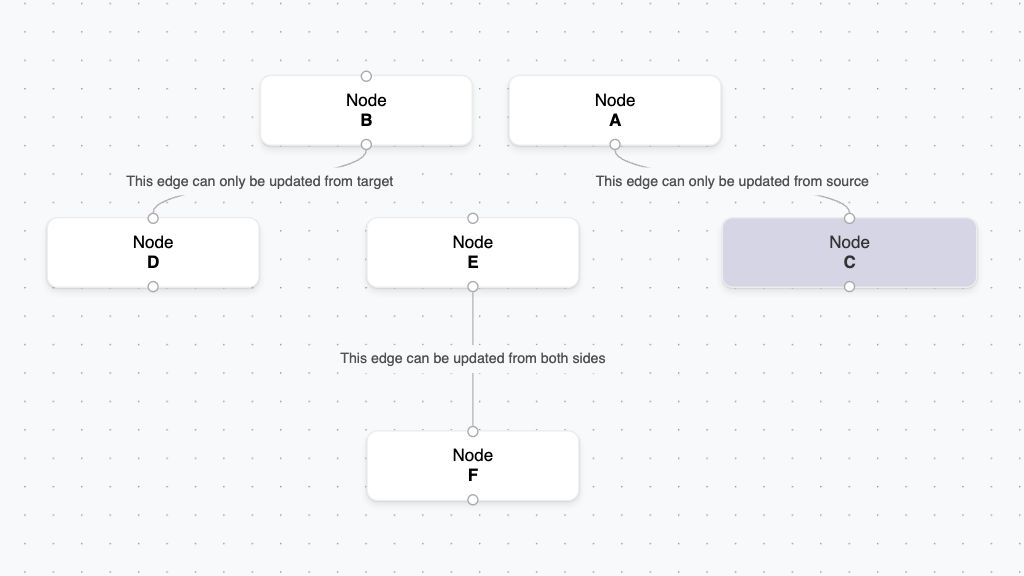 Node
B
Node
A
This edge can only be updated from target
This edge can only be updated from source
Node
D
Node
E
Node
C
This edge can be updated from both sides
Node
F